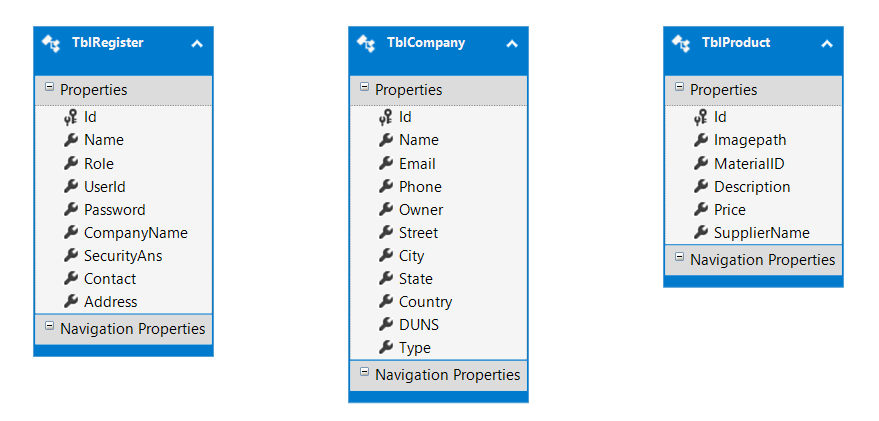 TblRegister
Properties
Id
Name
Role
UserId
Password
CompanyName
SecurityAns
Contact
Address
Navigation Properties
TblCompany
Properties
Id
Name
Email
Phone
Owner
Street
City
State
Country
DUNS
Type
Navigation Properties
TblProduct
Properties
Id
Imagepath
MaterialID
Description
Price
SupplierName
Navigation Properties